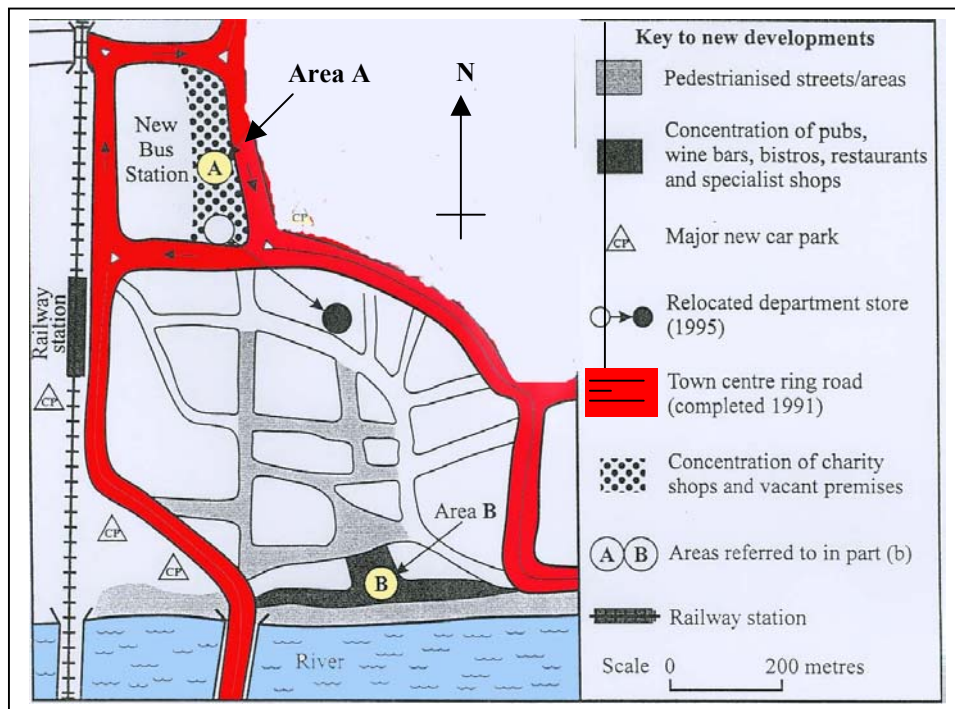 Area A
N
New
Bus
Station
A
CP
Railway
station
CP
CP
CP
Area B
B
River
Key to new developments
Pedestrianised streets/areas
Concentration of pubs,
wine bars, bistros, restaurants
and specialist shops
CP
Major new car park
Relocated department store
(1995)
Town centre ring road
(completed 1991)
Concentration of charity
shops and vacant premises
A B
Areas referred to in part (b)
Railway station
Scale 0 200 metres